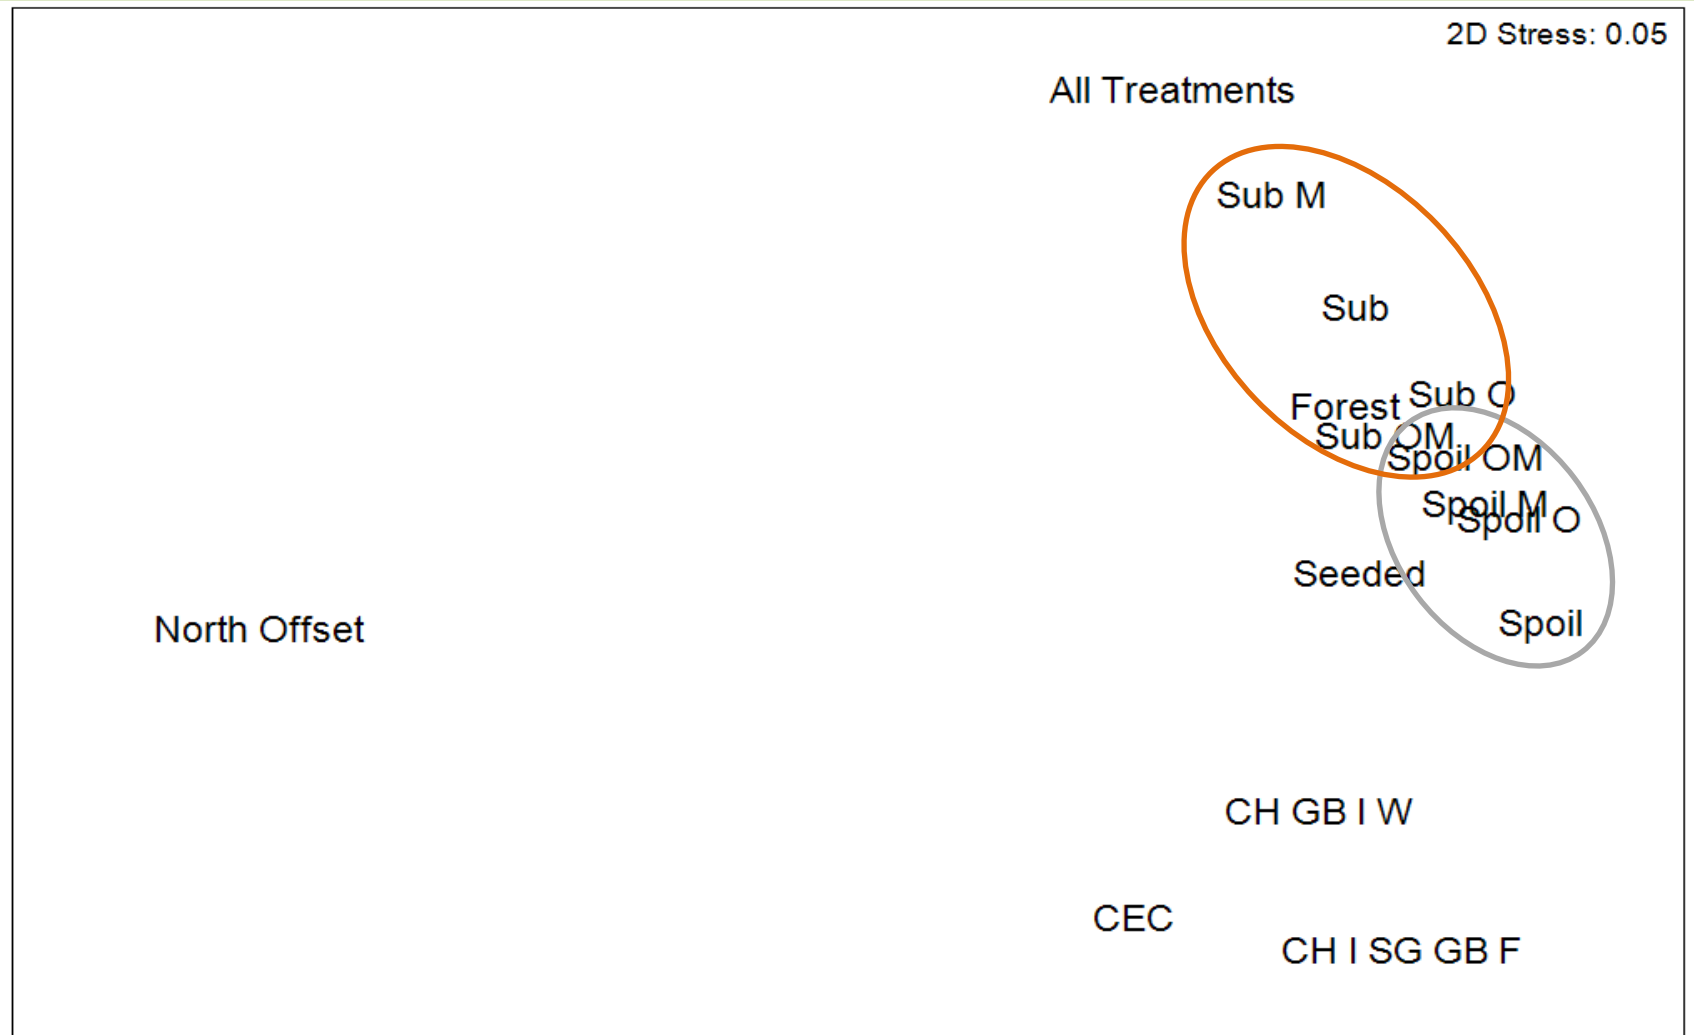 2D Stress: 0.05
All Treatments
Sub M
Sub
Sub O
Forest
Sub OM
Spoil OM
Spoil M
Spoil O
Seeded
Spoil
North Offset
CH GB I W
CEC
CH I SG GB F